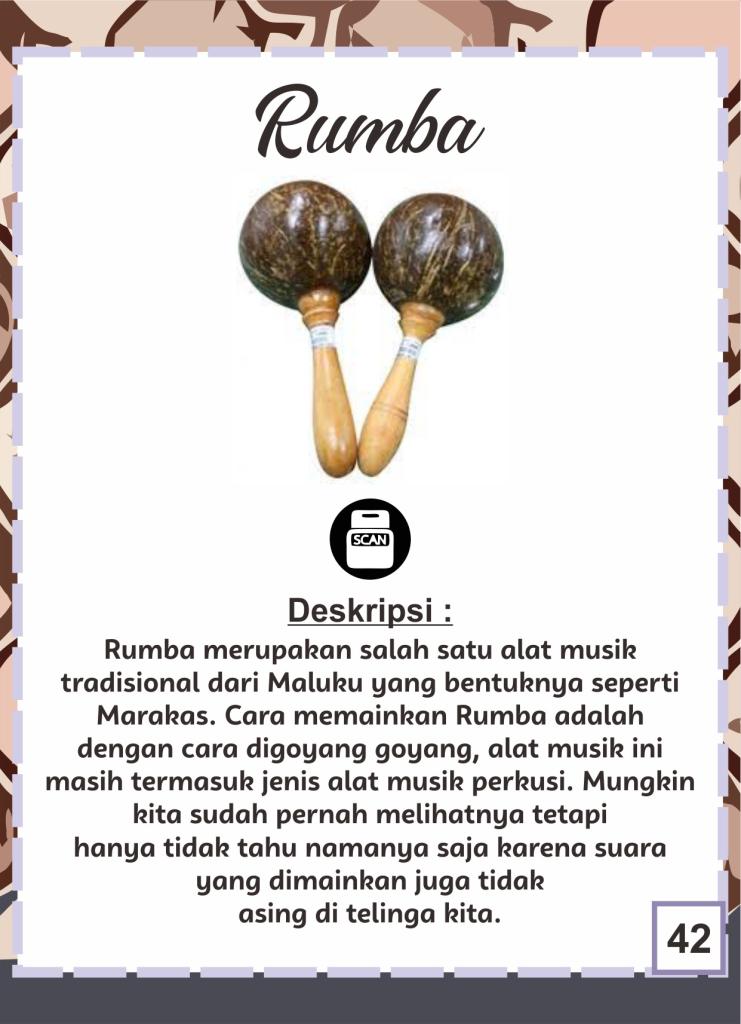 Rumba
SCAN
Deskripsi :
Rumba merupakan salah satu alat musik
tradisional dari Maluku yang bentuknya seperti
Marakas. Cara memainkan Rumba adalah
dengan cara digoyang goyang, alat musik ini
masih termasuk jenis alat musik perkusi. Mungkin
kita sudah pernah melihatnya tetapi
hanya tidak tahu namanya saja karena suara
yang dimainkan juga tidak
asing di telinga kita.
42